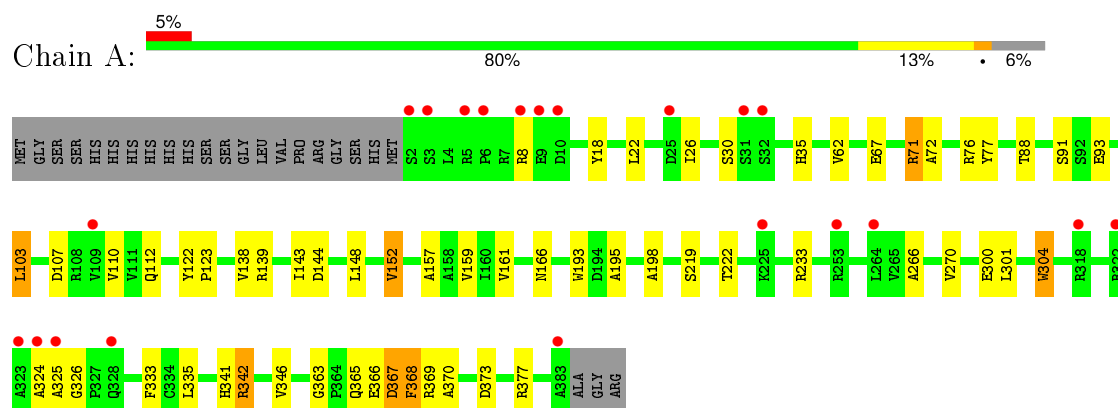 5%
Chain A:
80% 13% • 6%
MET GLY SER SER HIS HIS HIS HIS HIS HIS SER SER GLY LEU VAL PRO ARG GLY SER HIS MET S2 S3 L4 R5 P6 R7 R8 E9 D10 Y18 L22 D25 I26 S30 S31 S32 H35 V62 E67 R71 A72 R76 Y77 T88 S91 S92 E93
L103 D107 R108 V109 V110 V111 Q112 Y122 P123 V138 R139 I143 D144 L148 V152 A157 A158 V159 I160 V161 N166 W193 D194 A195 A198 S219 T222 K225 R233 R253 L264 V265 A266 V270 E300 L301 W304 R318
A323 A324 A325 G326 P327 Q328 F333 C334 L335 H341 R342 V346 G363 P364 Q365 E366 D367 F368 R369 A370 D373 R377 A383 ALA GLY ARG